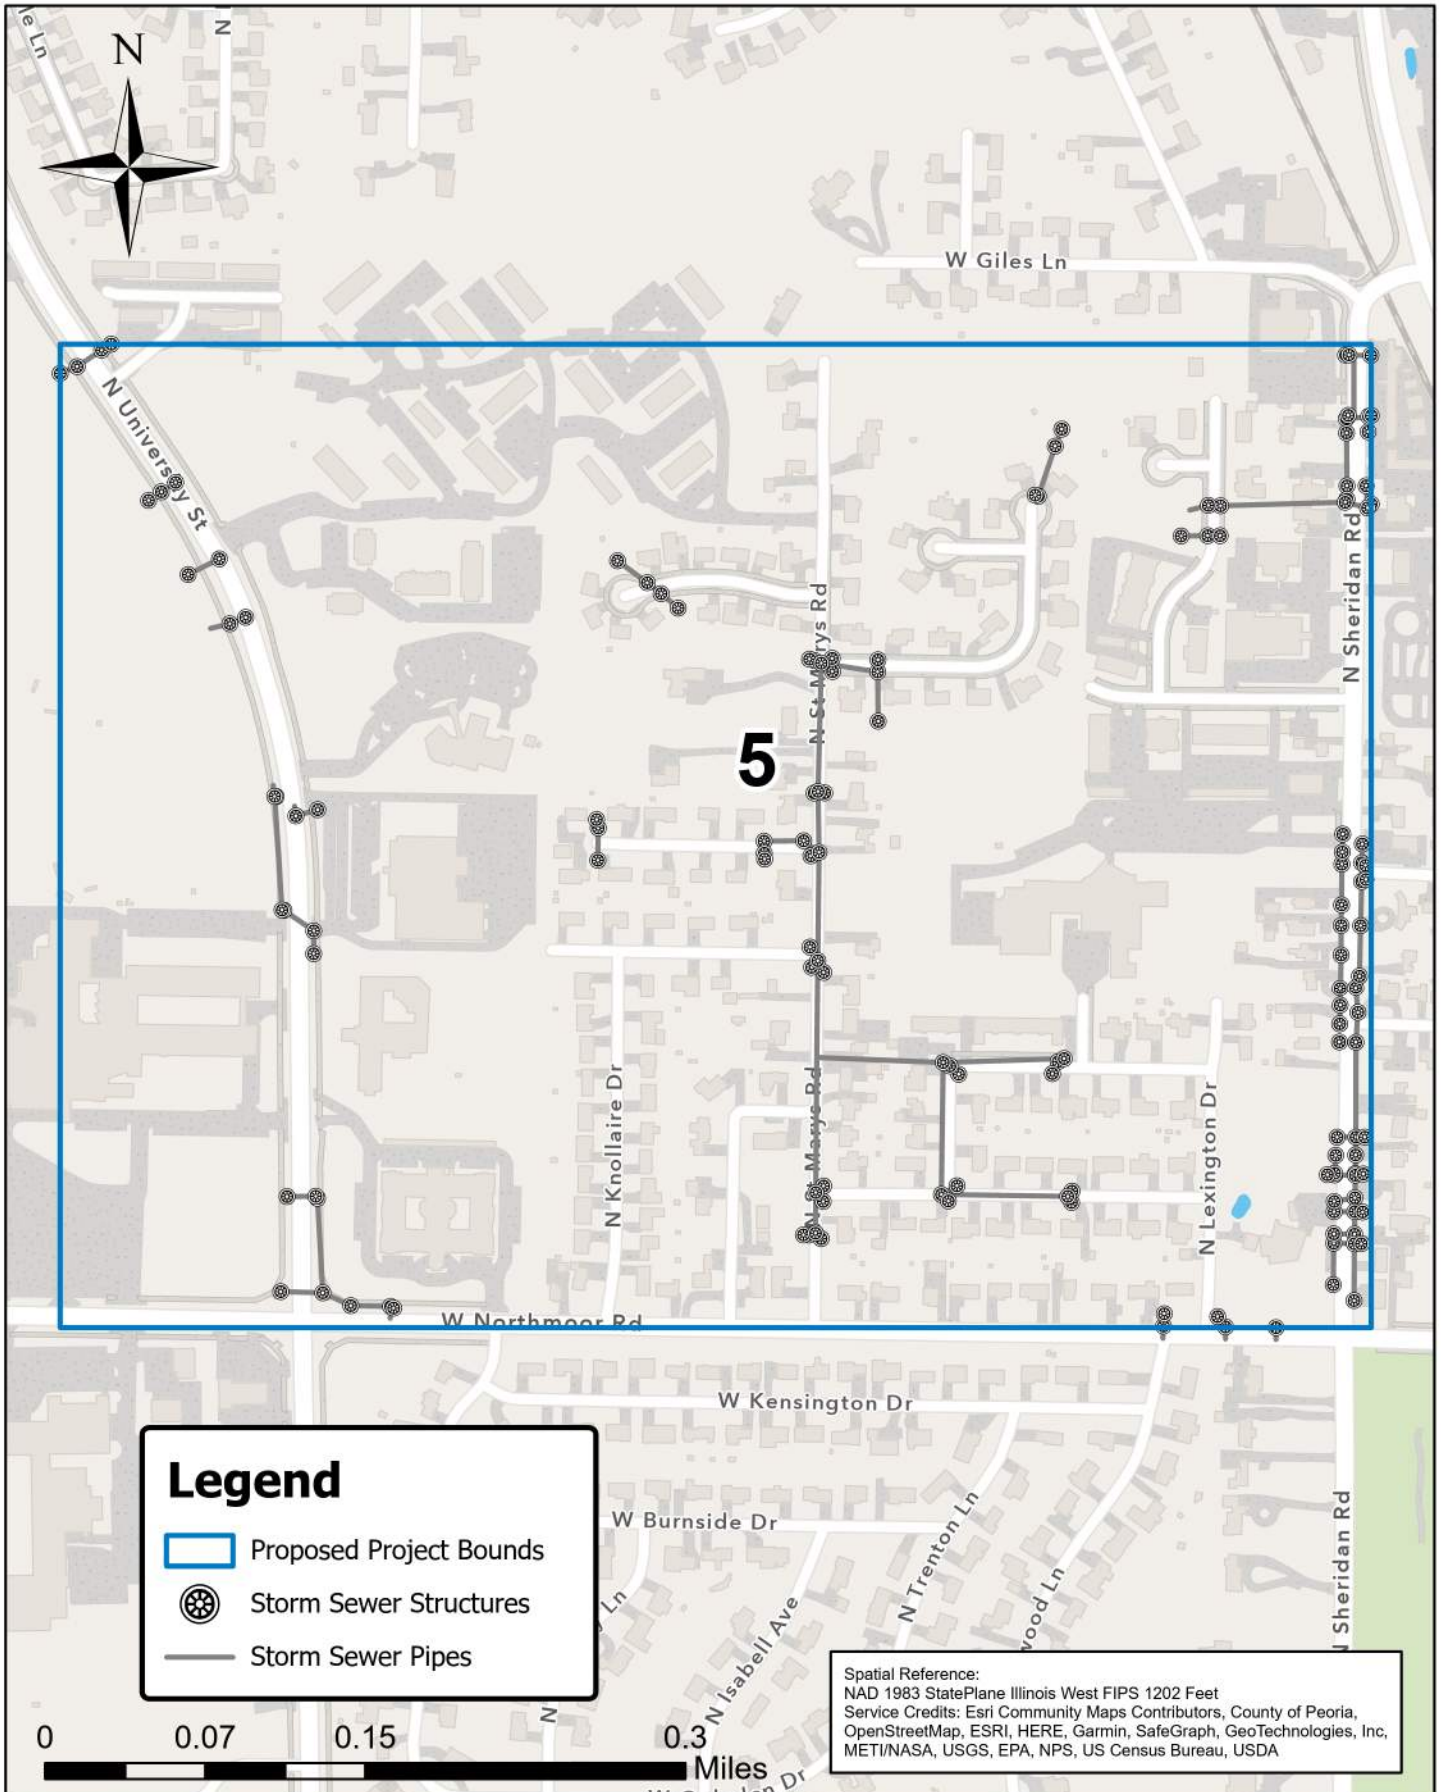 N
W Giles Ln
N University St
N Sheridan Rd
N St Marys Rd
5
N Knollaire Dr
N St Marys Rd
N Lexington Dr
W Northmoor Rd
W Kensington Dr
W Burnside Dr
N Trenton Ln
N Isabell Ave
wood Ln
N Sheridan Rd
Legend
Proposed Project Bounds
Storm Sewer Structures
Storm Sewer Pipes
Spatial Reference:
NAD 1983 StatePlane Illinois West FIPS 1202 Feet
Service Credits: Esri Community Maps Contributors, County of Peoria,
OpenStreetMap, ESRI, HERE, Garmin, SafeGraph, GeoTechnologies, Inc,
METI/NASA, USGS, EPA, NPS, US Census Bureau, USDA
0 0.07 0.15 0.3
Miles